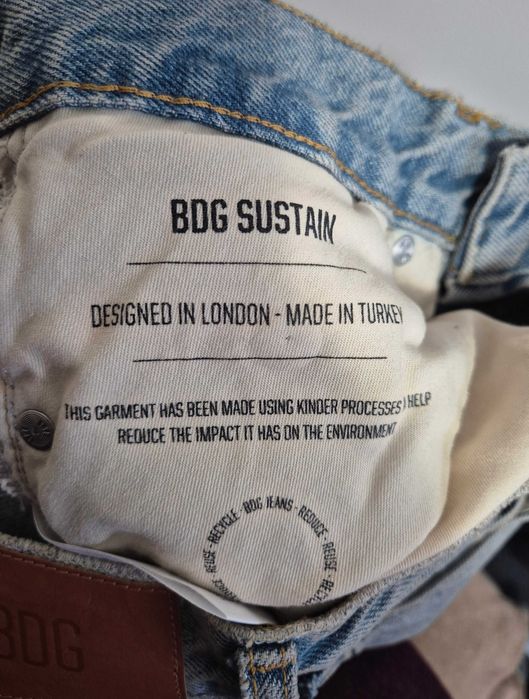 BDG SUSTAIN
DESIGNED IN LONDON - MADE IN TURKEY
THIS GARMENT HAS BEEN MADE USING KINDER PROCESSES HELP
REDUCE THE IMPACT IT HAS ON THE ENVIRONMENT
REUSE - RECYCLE - BDG JEANS - REDUCE - REUSE - RECYCLE
BDG